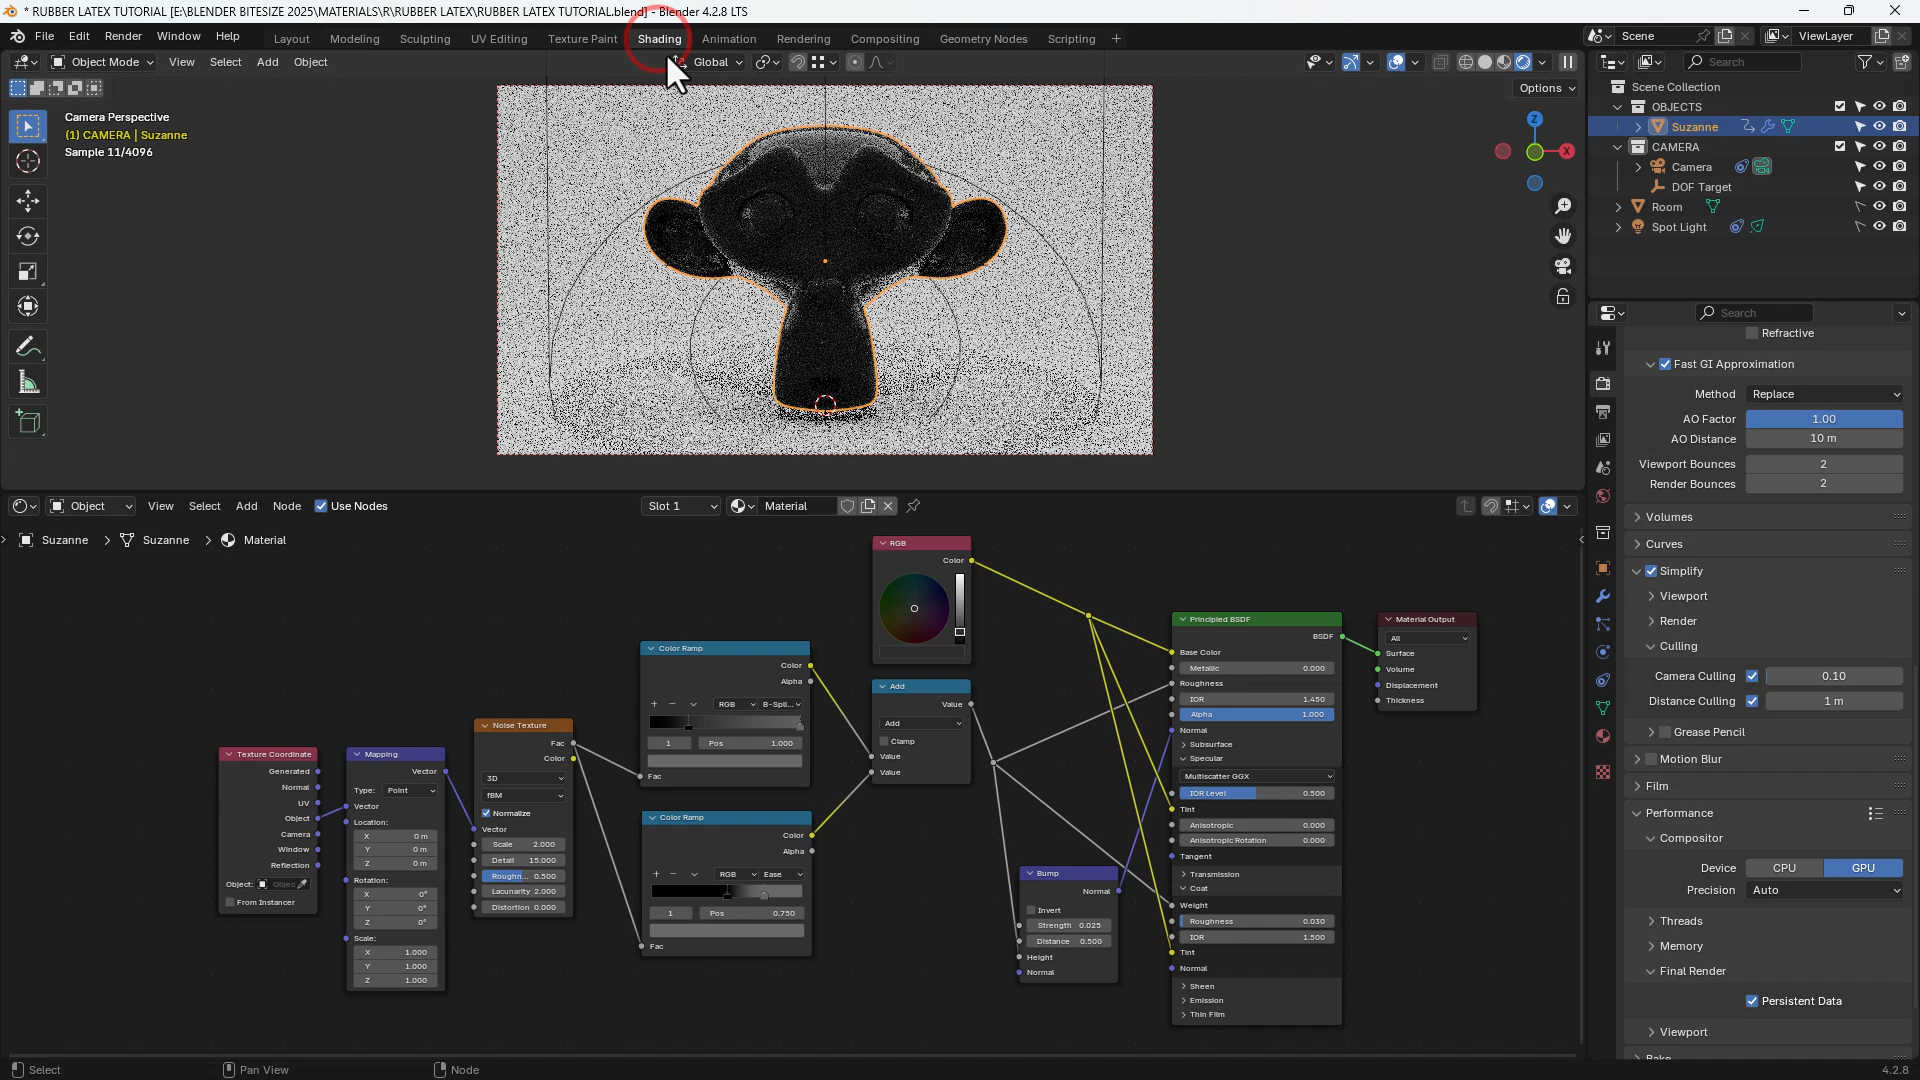 * RUBBER LATEX TUTORIAL [E:\BLENDER BITESIZE 2025\MATERIALS\R\RUBBER LATEX\RUBBER LATEX TUTORIAL.blend] - Blender 4.2.8 LTS
File Edit Render Window Help Layout Modeling Sculpting UV Editing Texture Paint Shading Animation Rendering Compositing Geometry Nodes Scripting + Scene ViewLayer
Object Mode View Select Add Object Global Search
Options
Camera Perspective
(1) CAMERA | Suzanne
Sample 11/4096
Z
X
Scene Collection
OBJECTS
Suzanne
CAMERA
Camera
DOF Target
Room
Spot Light
Search
Refractive
Fast GI Approximation
Method Replace
AO Factor 1.00
AO Distance 10 m
Viewport Bounces 2
Render Bounces 2
Volumes
Curves
Simplify
Viewport
Render
Culling
Camera Culling 0.10
Distance Culling 1 m
Grease Pencil
Motion Blur
Film
Performance
Compositor
Device CPU GPU
Precision Auto
Threads
Memory
Final Render
Persistent Data
Viewport
Object View Select Add Node Use Nodes Slot 1 Material
Suzanne > Suzanne > Material
Texture Coordinate
Generated
Normal
UV
Object
Camera
Window
Reflection
Object: Objec
From Instancer
Mapping
Vector
Type: Point
Vector
Location:
X 0 m
Y 0 m
Z 0 m
Rotation:
X 0°
Y 0°
Z 0°
Scale:
X 1.000
Y 1.000
Z 1.000
Noise Texture
Fac
Color
3D
fBM
Normalize
Vector
Scale 2.000
Detail 15.000
Roughn... 0.500
Lacunarity 2.000
Distortion 0.000
Color Ramp
Color
Alpha
RGB B-Spli...
1 Pos 1.000
Fac
Color Ramp
Color
Alpha
RGB Ease
1 Pos 0.750
Fac
RGB
Color
Add
Value
Add
Clamp
Value
Value
Bump
Normal
Invert
Strength 0.025
Distance 0.500
Height
Normal
Principled BSDF
BSDF
Base Color
Metallic 0.000
Roughness
IOR 1.450
Alpha 1.000
Normal
Subsurface
Specular
Multiscatter GGX
IOR Level 0.500
Tint
Anisotropic 0.000
Anisotropic Rotation 0.000
Tangent
Transmission
Coat
Weight
Roughness 0.030
IOR 1.500
Tint
Normal
Sheen
Emission
Thin Film
Material Output
All
Surface
Volume
Displacement
Thickness
Select Pan View Node 4.2.8